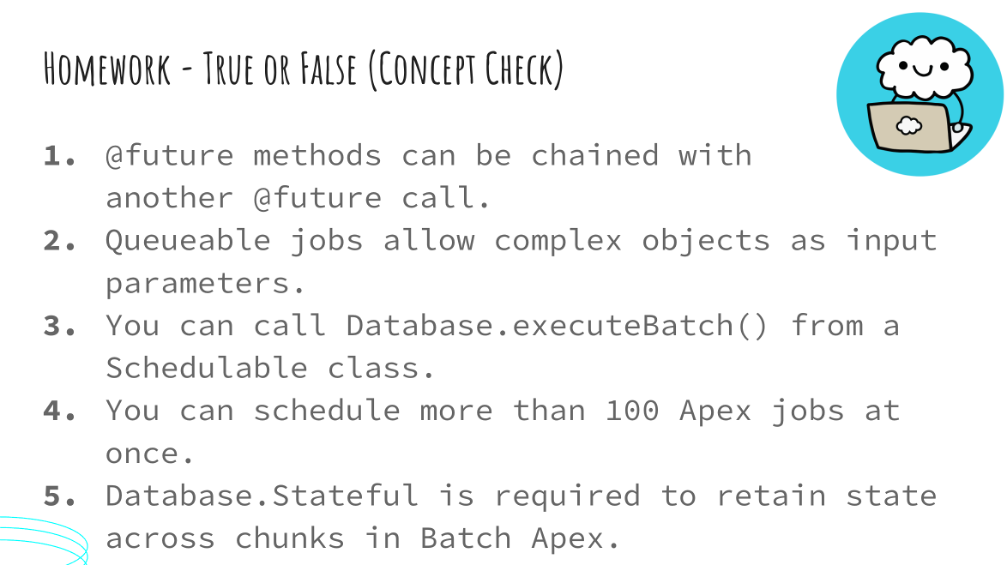 Homework - True or False (Concept Check)
1. @future methods can be chained with
another @future call.
2. Queueable jobs allow complex objects as input
parameters.
3. You can call Database.executeBatch() from a
Schedulable class.
4. You can schedule more than 100 Apex jobs at
once.
5. Database.Stateful is required to retain state
across chunks in Batch Apex.